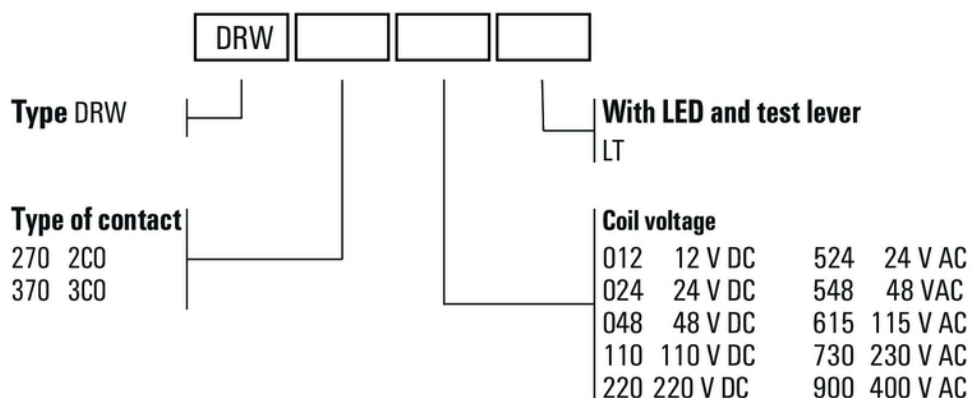 DRW
Type DRW
With LED and test lever
LT
Type of contact
270 2CO
370 3CO
Coil voltage
012 12 V DC 524 24 V AC
024 24 V DC 548 48 VAC
048 48 V DC 615 115 V AC
110 110 V DC 730 230 V AC
220 220 V DC 900 400 V AC